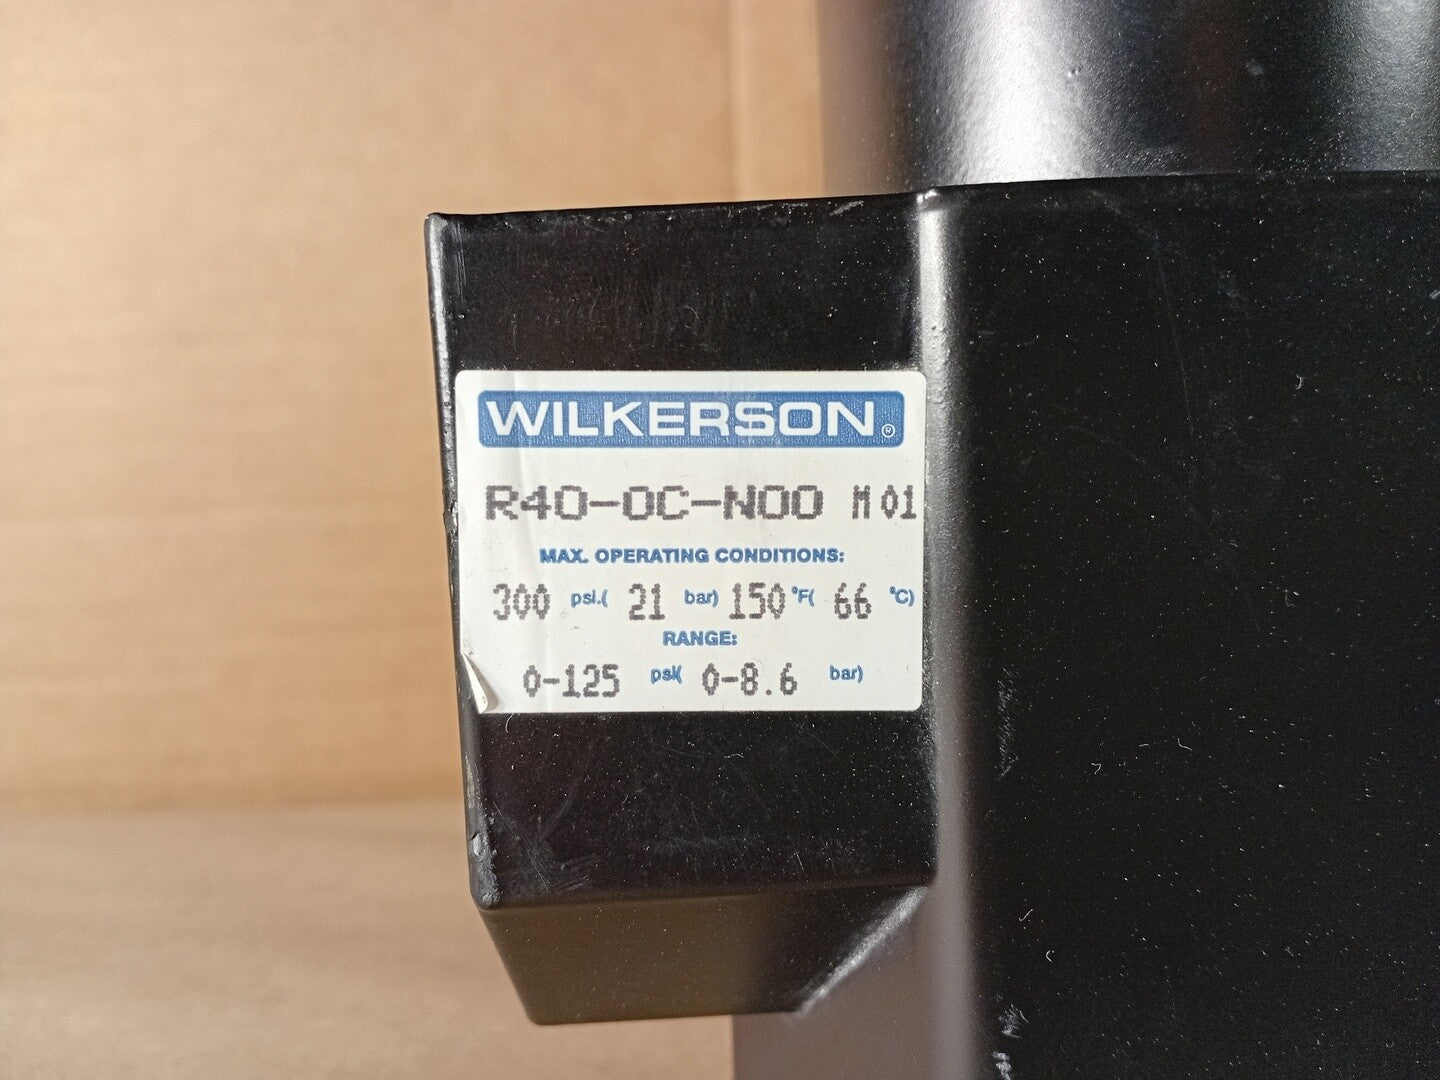 WILKERSON®
R40-0C-N00 M 01
MAX. OPERATING CONDITIONS:
300 psi.( 21 bar) 150 °F( 66 °C)
RANGE:
0-125 psi( 0-8.6 bar)